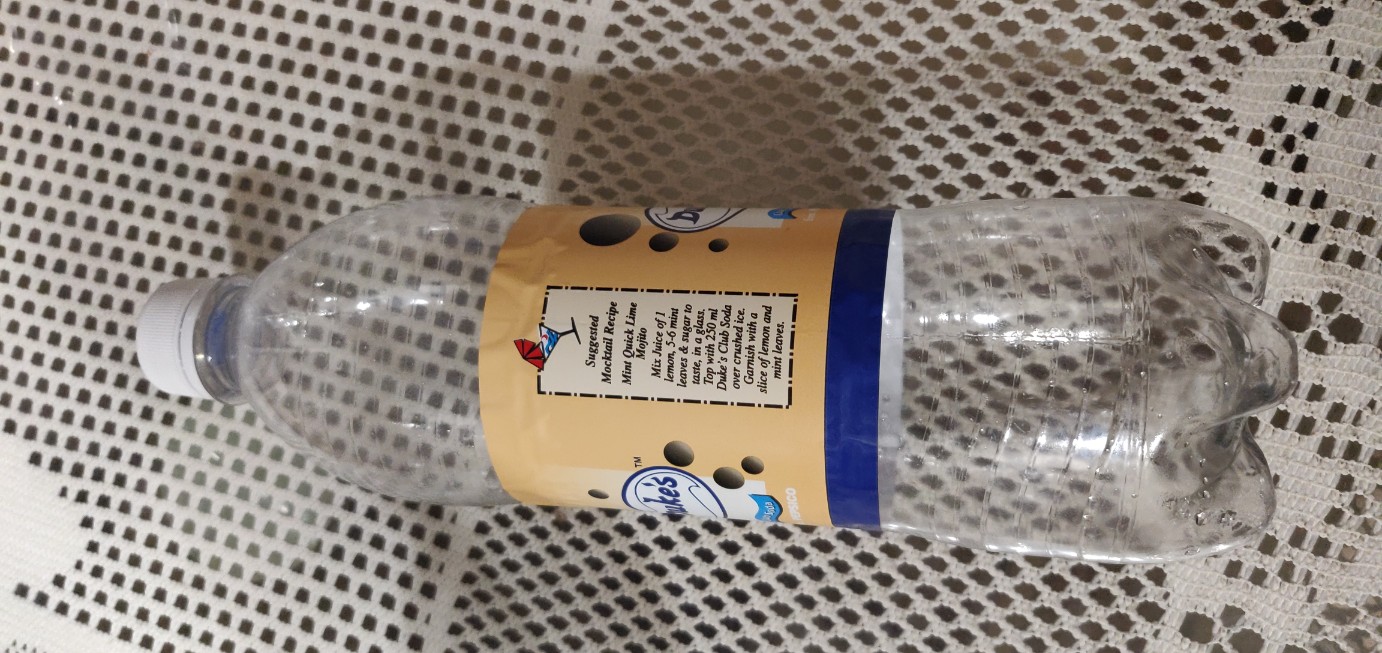 Suggested
Mocktail Recipe
Mint Quick Lime
Mojito
Mix Juice of 1
lemon, 5-6 mint
leaves & sugar to
taste, in a glass.
Top with 250 ml
Duke's Club Soda
over crushed ice.
Garnish with a
slice of lemon and
mint leaves.
TM